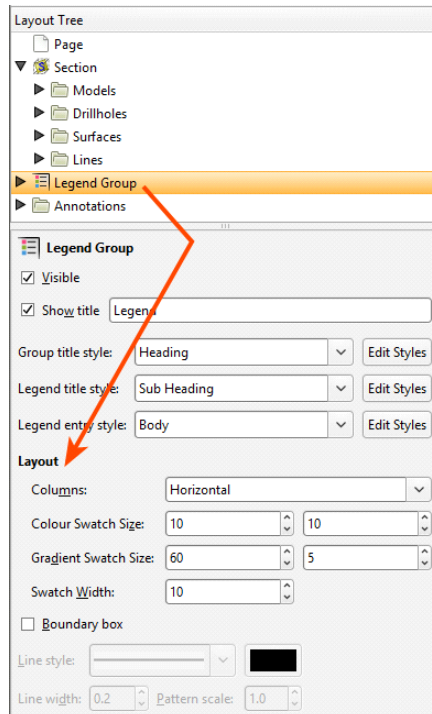 Layout Tree
Page
Section
Models
Drillholes
Surfaces
Lines
Legend Group
Annotations
Legend Group
Visible
Show title Legend
Group title style: Heading Edit Styles
Legend title style: Sub Heading Edit Styles
Legend entry style: Body Edit Styles
Layout
Columns: Horizontal
Colour Swatch Size: 10 10
Gradient Swatch Size: 60 5
Swatch Width: 10
Boundary box
Line style:
Line width: 0.2 Pattern scale: 1.0